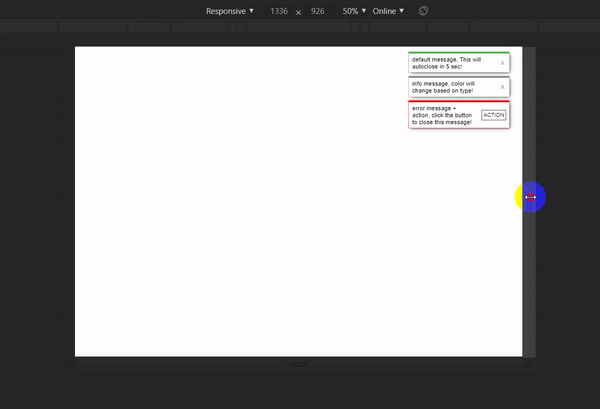 Responsive ▼ 1336 × 926 50% ▼ Online ▼
default message, This will
autoclose in 5 sec!
x
info message, color will
change based on type!
x
error message +
action, click the button
to close this message!
ACTION